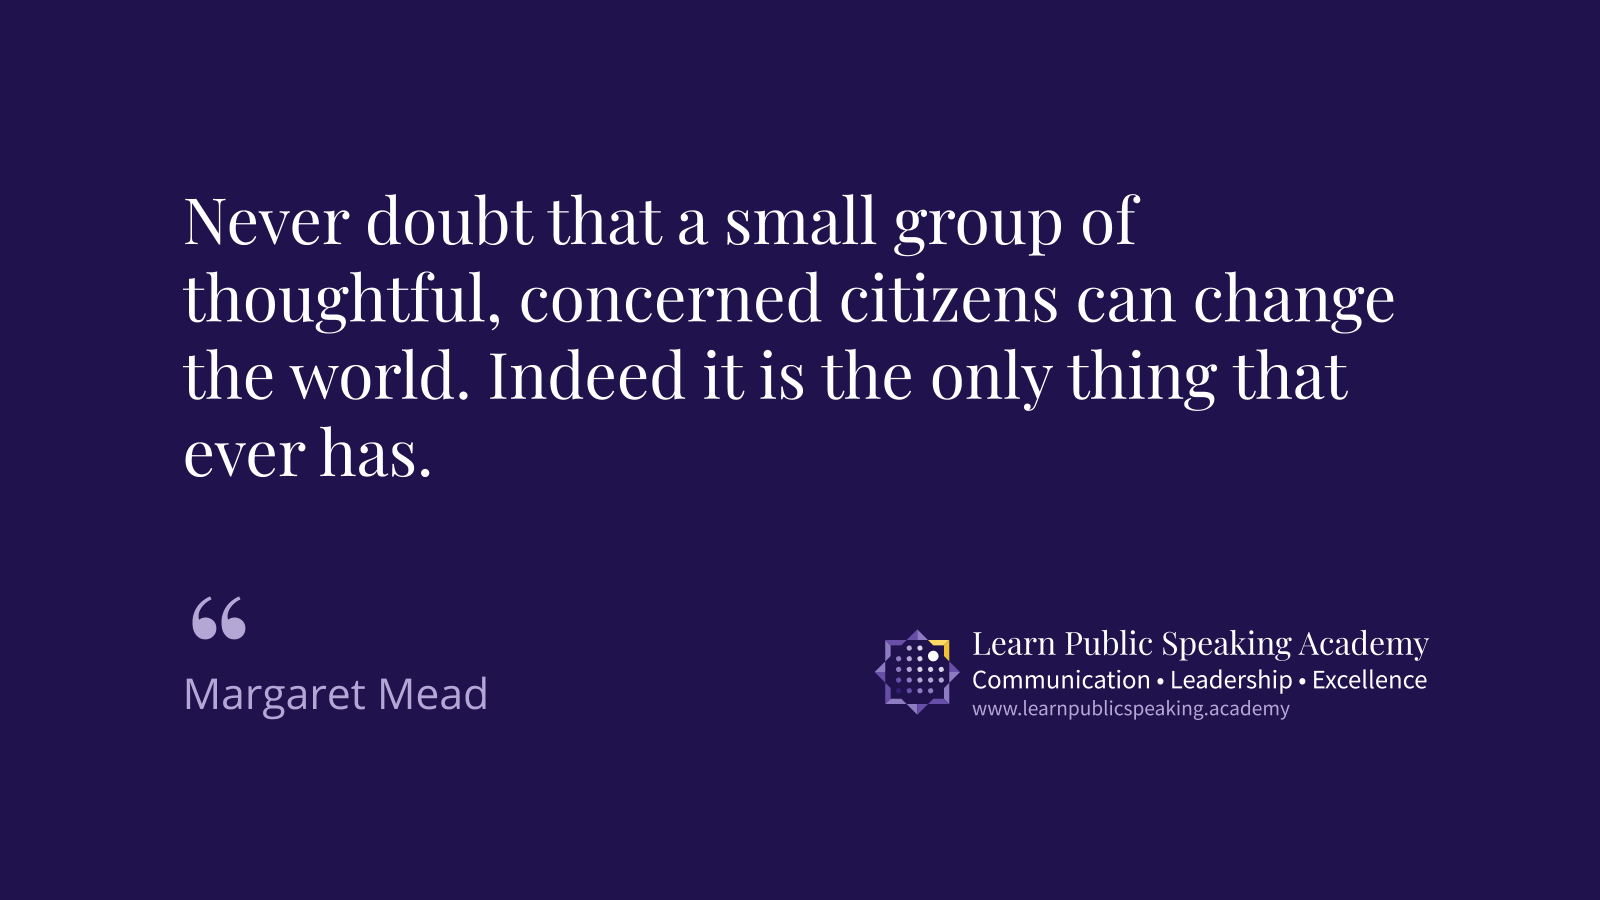 Never doubt that a small group of
thoughtful, concerned citizens can change
the world. Indeed it is the only thing that
ever has.
“
Margaret Mead
Learn Public Speaking Academy
Communication • Leadership • Excellence
www.learnpublicspeaking.academy